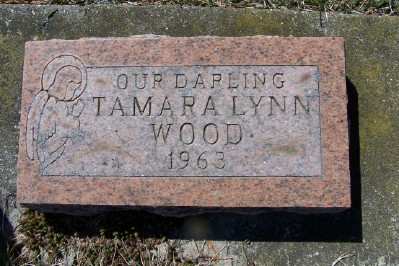 OUR DARLING
TAMARA LYNN
WOOD
1963